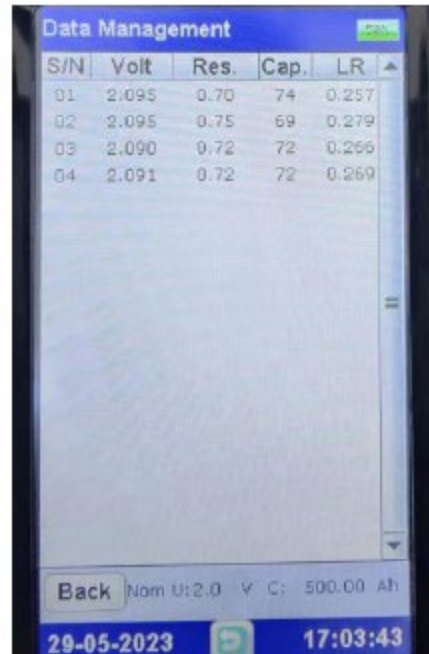 Data Management
S/N Volt Res. Cap. LR
01 2.095 0.70 74 0.257
02 2.095 0.75 69 0.279
03 2.090 0.72 72 0.266
04 2.091 0.72 72 0.269
Back Nom U:2.0 V C: 500.00 Ah
29-05-2023 17:03:43